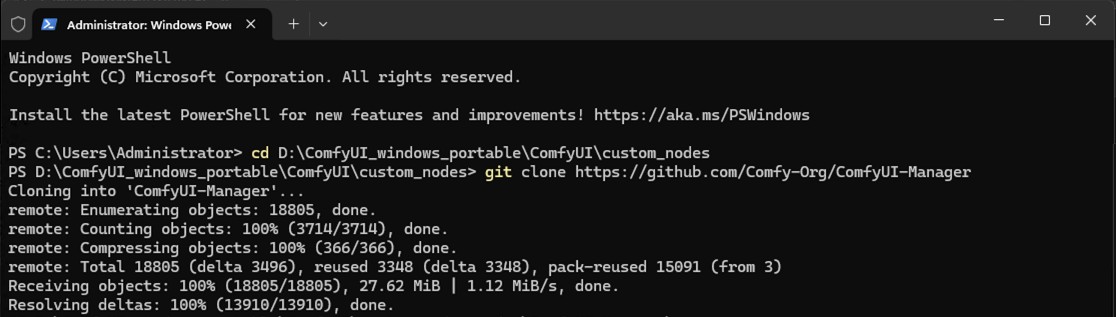 Administrator: Windows Powe
Windows PowerShell
Copyright (C) Microsoft Corporation. All rights reserved.
Install the latest PowerShell for new features and improvements! https://aka.ms/PSWindows
PS C:\Users\Administrator> cd D:\ComfyUI_windows_portable\ComfyUI\custom_nodes
PS D:\ComfyUI_windows_portable\ComfyUI\custom_nodes> git clone https://github.com/Comfy-Org/ComfyUI-Manager
Cloning into 'ComfyUI-Manager'...
remote: Enumerating objects: 18805, done.
remote: Counting objects: 100% (3714/3714), done.
remote: Compressing objects: 100% (366/366), done.
remote: Total 18805 (delta 3496), reused 3348 (delta 3348), pack-reused 15091 (from 3)
Receiving objects: 100% (18805/18805), 27.62 MiB | 1.12 MiB/s, done.
Resolving deltas: 100% (13910/13910), done.